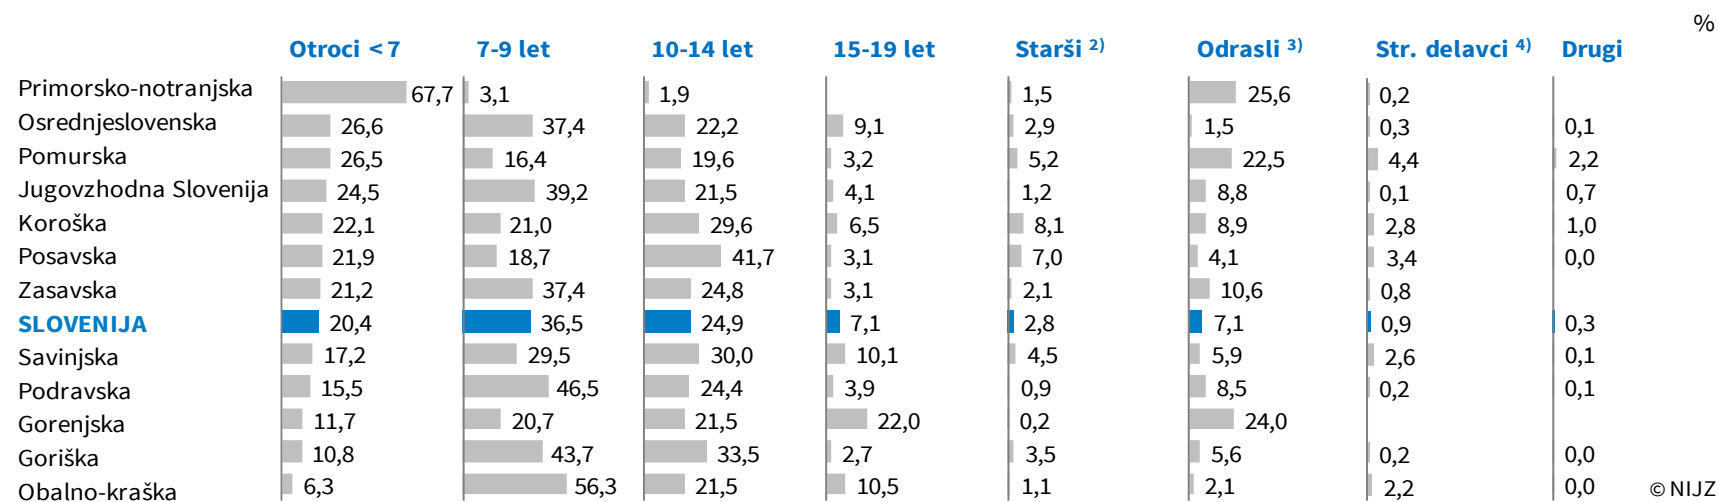 %
Otroci < 7 7-9 let 10-14 let 15-19 let Starši 2) Odrasli 3) Str. delavci 4) Drugi
Primorsko-notranjska 67,7 3,1 1,9 1,5 25,6 0,2
Osrednjeslovenska 26,6 37,4 22,2 9,1 2,9 1,5 0,3 0,1
Pomurska 26,5 16,4 19,6 3,2 5,2 22,5 4,4 2,2
Jugovzhodna Slovenija 24,5 39,2 21,5 4,1 1,2 8,8 0,1 0,7
Koroška 22,1 21,0 29,6 6,5 8,1 8,9 2,8 1,0
Posavska 21,9 18,7 41,7 3,1 7,0 4,1 3,4 0,0
Zasavska 21,2 37,4 24,8 3,1 2,1 10,6 0,8
SLOVENIJA 20,4 36,5 24,9 7,1 2,8 7,1 0,9 0,3
Savinjska 17,2 29,5 30,0 10,1 4,5 5,9 2,6 0,1
Podravska 15,5 46,5 24,4 3,9 0,9 8,5 0,2 0,1
Gorenjska 11,7 20,7 21,5 22,0 0,2 24,0
Goriška 10,8 43,7 33,5 2,7 3,5 5,6 0,2 0,0
Obalno-kraška 6,3 56,3 21,5 10,5 1,1 2,1 2,2 0,0 © NIJZ